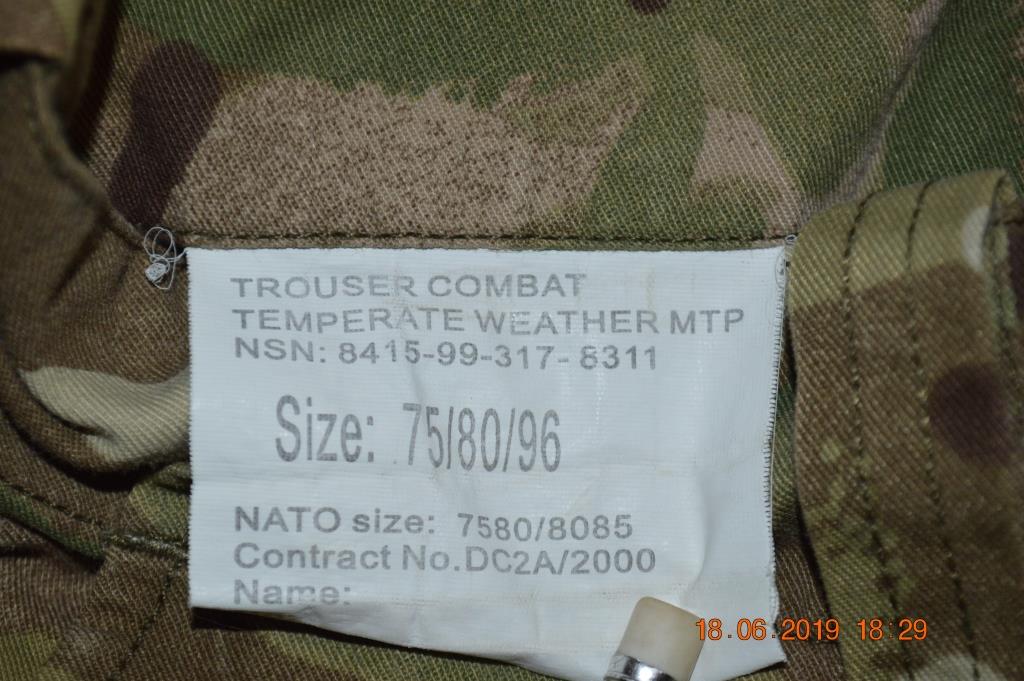 TROUSER COMBAT
TEMPERATE WEATHER MTP
NSN: 8415-99-317- 8311
Size: 75/80/96
NATO size: 7580/8085
Contract No.DC2A/2000
Name:
18.06.2019 18:29